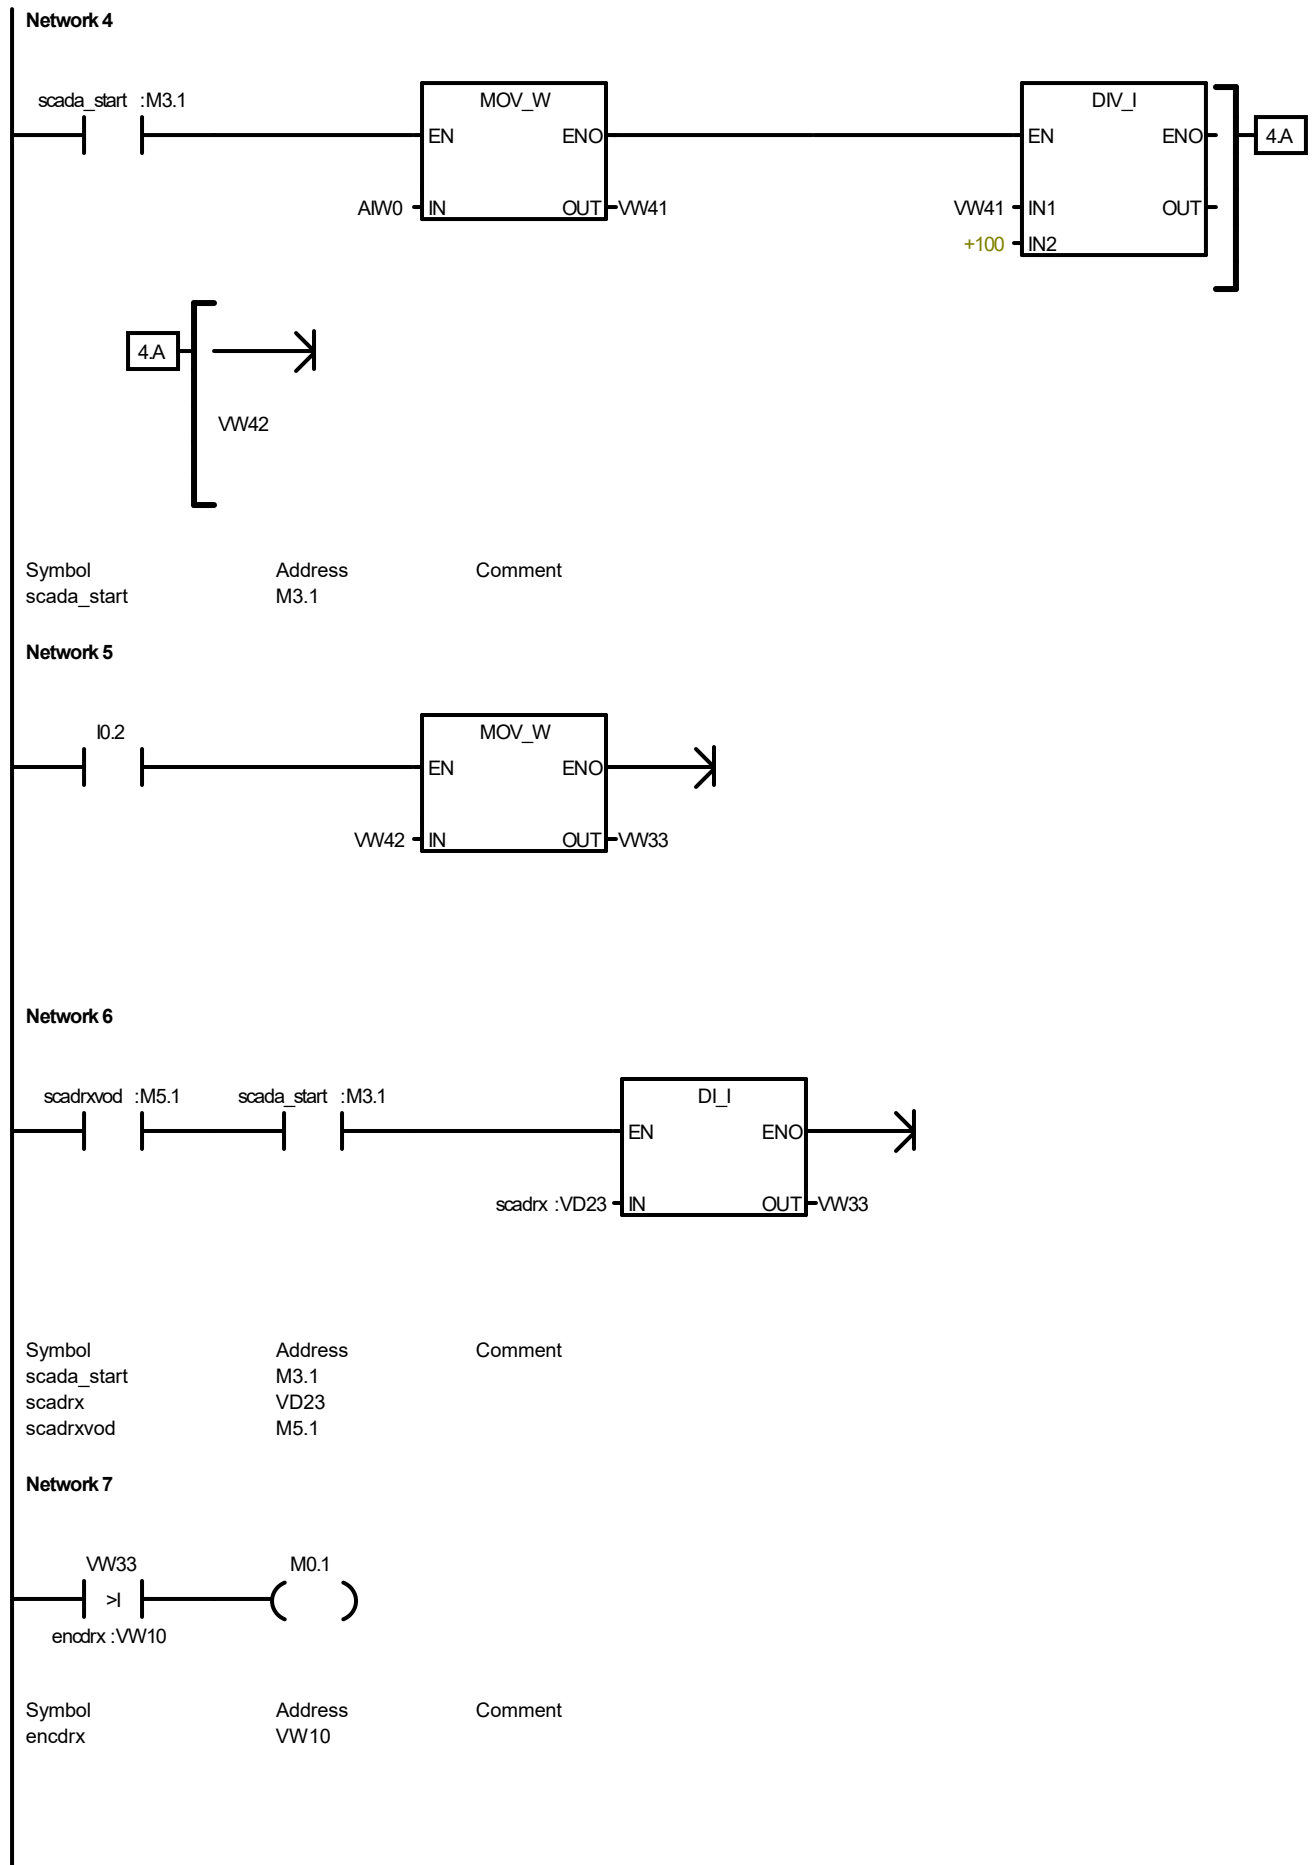 Network 4
scada_start :M3.1
MOV_W
DIV_I
EN ENO
EN ENO
4.A
AIW0 IN OUT VW41
VW41 IN1 OUT
+100 IN2
4.A
VW42
Symbol Address Comment
scada_start M3.1
Network 5
I0.2
MOV_W
EN ENO
VW42 IN OUT VW33
Network 6
scadrxvod :M5.1 scada_start :M3.1
DI_I
EN ENO
scadrx :VD23 IN OUT VW33
Symbol Address Comment
scada_start M3.1
scadrx VD23
scadrxvod M5.1
Network 7
VW33 M0.1
>I
encdrx :VW10
Symbol Address Comment
encdrx VW10